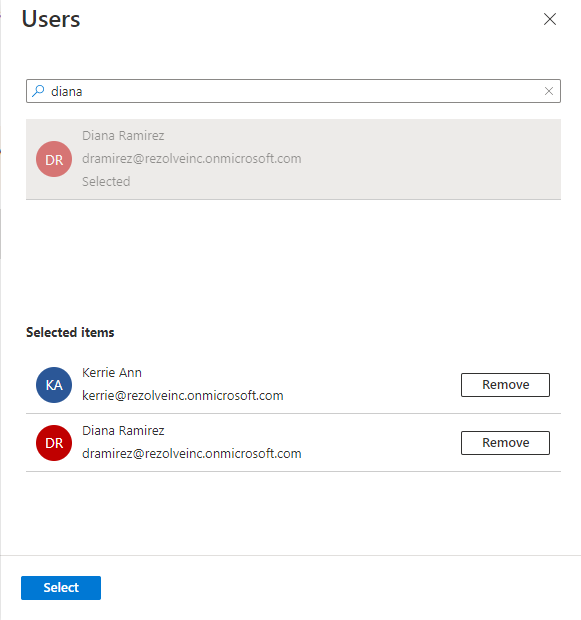 Users
diana
DR
Diana Ramirez
dramirez@rezolveinc.onmicrosoft.com
Selected
Selected items
KA
Kerrie Ann
kerrie@rezolveinc.onmicrosoft.com
Remove
DR
Diana Ramirez
dramirez@rezolveinc.onmicrosoft.com
Remove
Select